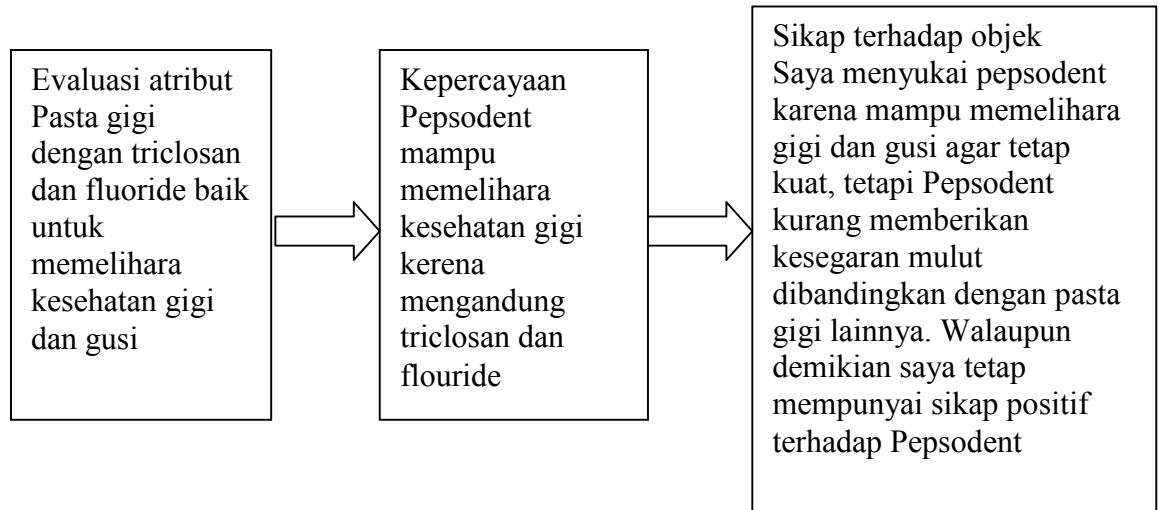 Evaluasi atribut
Pasta gigi
dengan triclosan
dan fluoride baik
untuk
memelihara
kesehatan gigi
dan gusi
Kepercayaan
Pepsodent
mampu
memelihara
kesehatan gigi
kerena
mengandung
triclosan dan
flouride
Sikap terhadap objek
Saya menyukai pepsodent
karena mampu memelihara
gigi dan gusi agar tetap
kuat, tetapi Pepsodent
kurang memberikan
kesegaran mulut
dibandingkan dengan pasta
gigi lainnya. Walaupun
demikian saya tetap
mempunyai sikap positif
terhadap Pepsodent